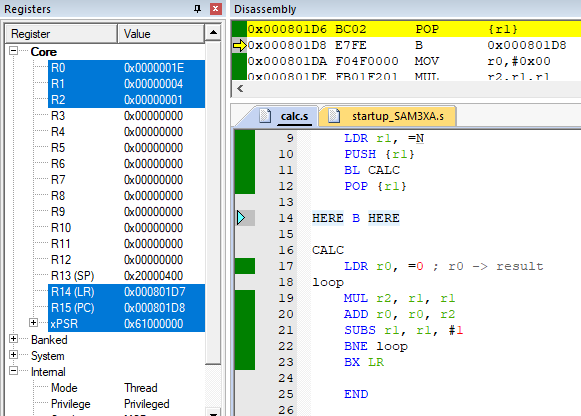 Registers
Register Value
Core
R0 0x0000001E
R1 0x00000004
R2 0x00000001
R3 0x00000000
R4 0x00000000
R5 0x00000000
R6 0x00000000
R7 0x00000000
R8 0x00000000
R9 0x00000000
R10 0x00000000
R11 0x00000000
R12 0x00000000
R13 (SP) 0x20000400
R14 (LR) 0x000801D7
R15 (PC) 0x000801D8
xPSR 0x61000000
Banked
System
Internal
Mode Thread
Privilege Privileged
Disassembly
0x000801D6 BC02 POP {r1}
0x000801D8 E7FE B 0x000801D8
0x000801DA F04F0000 MOV r0,#0x00
0x000801DE FB01F201 MUL r2,r1,r1
calc.s startup_SAM3XA.s
9 LDR r1, =N
10 PUSH {r1}
11 BL CALC
12 POP {r1}
13
14 HERE B HERE
15
16 CALC
17 LDR r0, =0 ; r0 -> result
18 loop
19 MUL r2, r1, r1
20 ADD r0, r0, r2
21 SUBS r1, r1, #1
22 BNE loop
23 BX LR
24
25 END
26